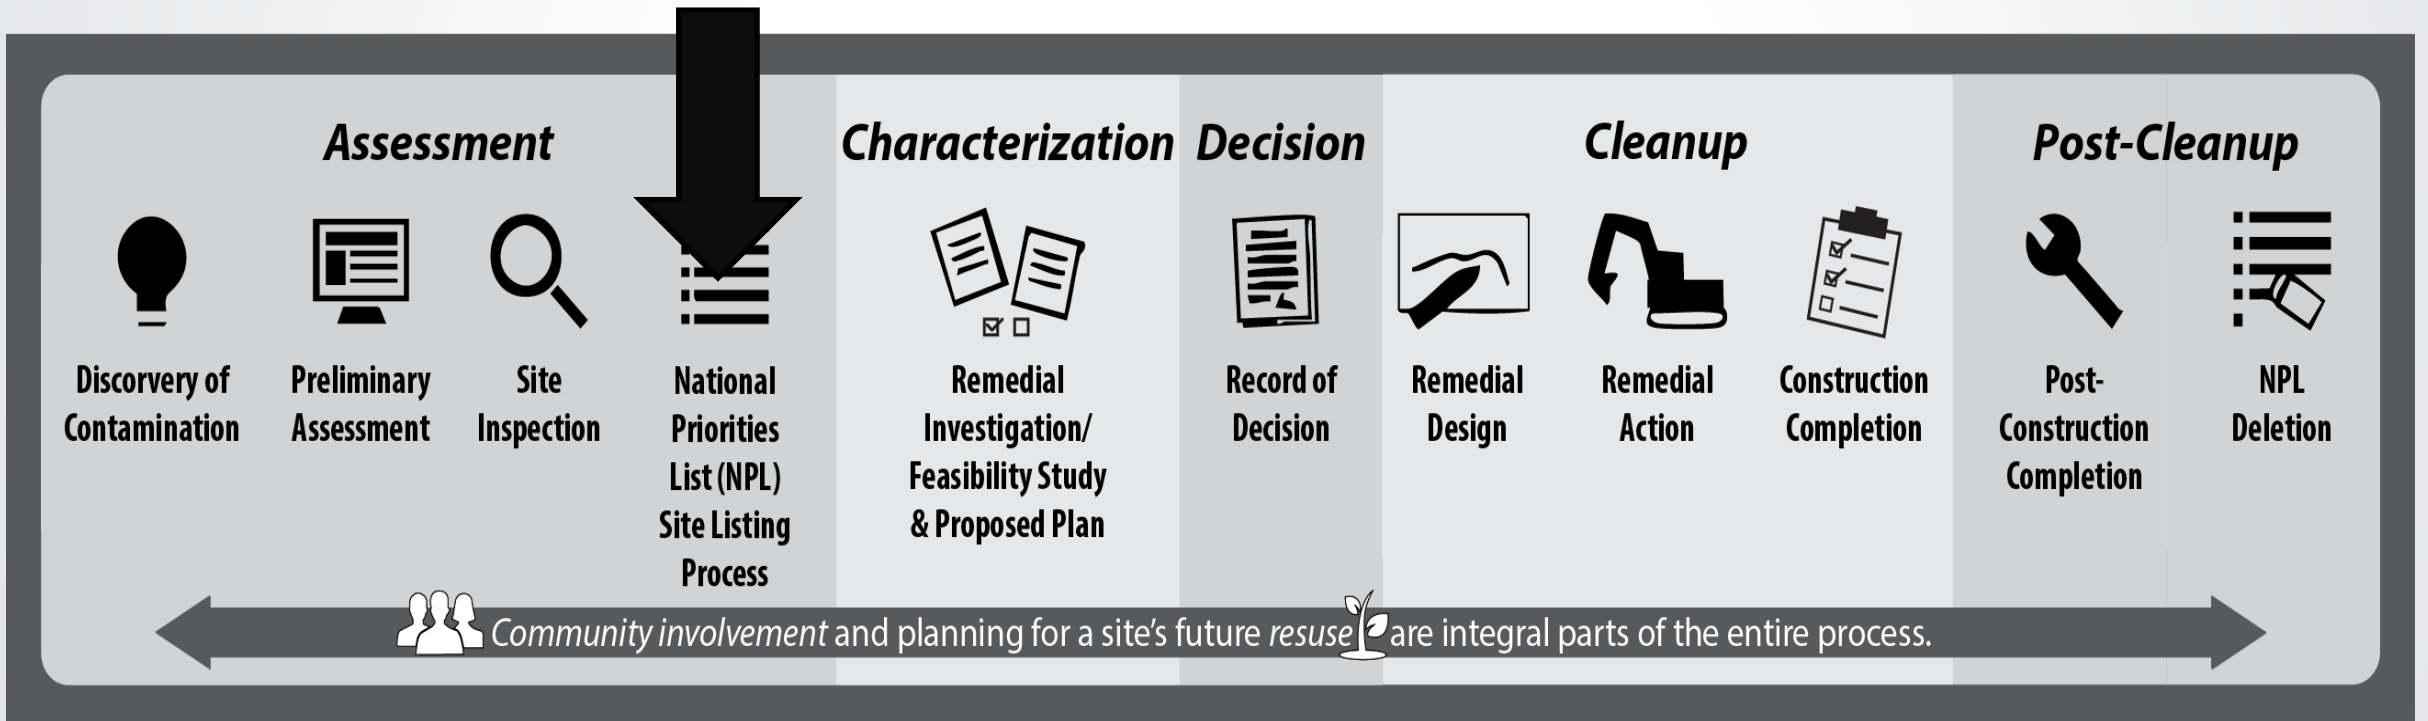 Assessment
Discorvery of
Contamination
Preliminary
Assessment
Site
Inspection
National
Priorities
List (NPL)
Site Listing
Process
Characterization
Remedial
Investigation/
Feasibility Study
& Proposed Plan
Decision
Record of
Decision
Cleanup
Remedial
Design
Remedial
Action
Construction
Completion
Post-Cleanup
Post-
Construction
Completion
NPL
Deletion
Community involvement and planning for a site's future resuse are integral parts of the entire process.